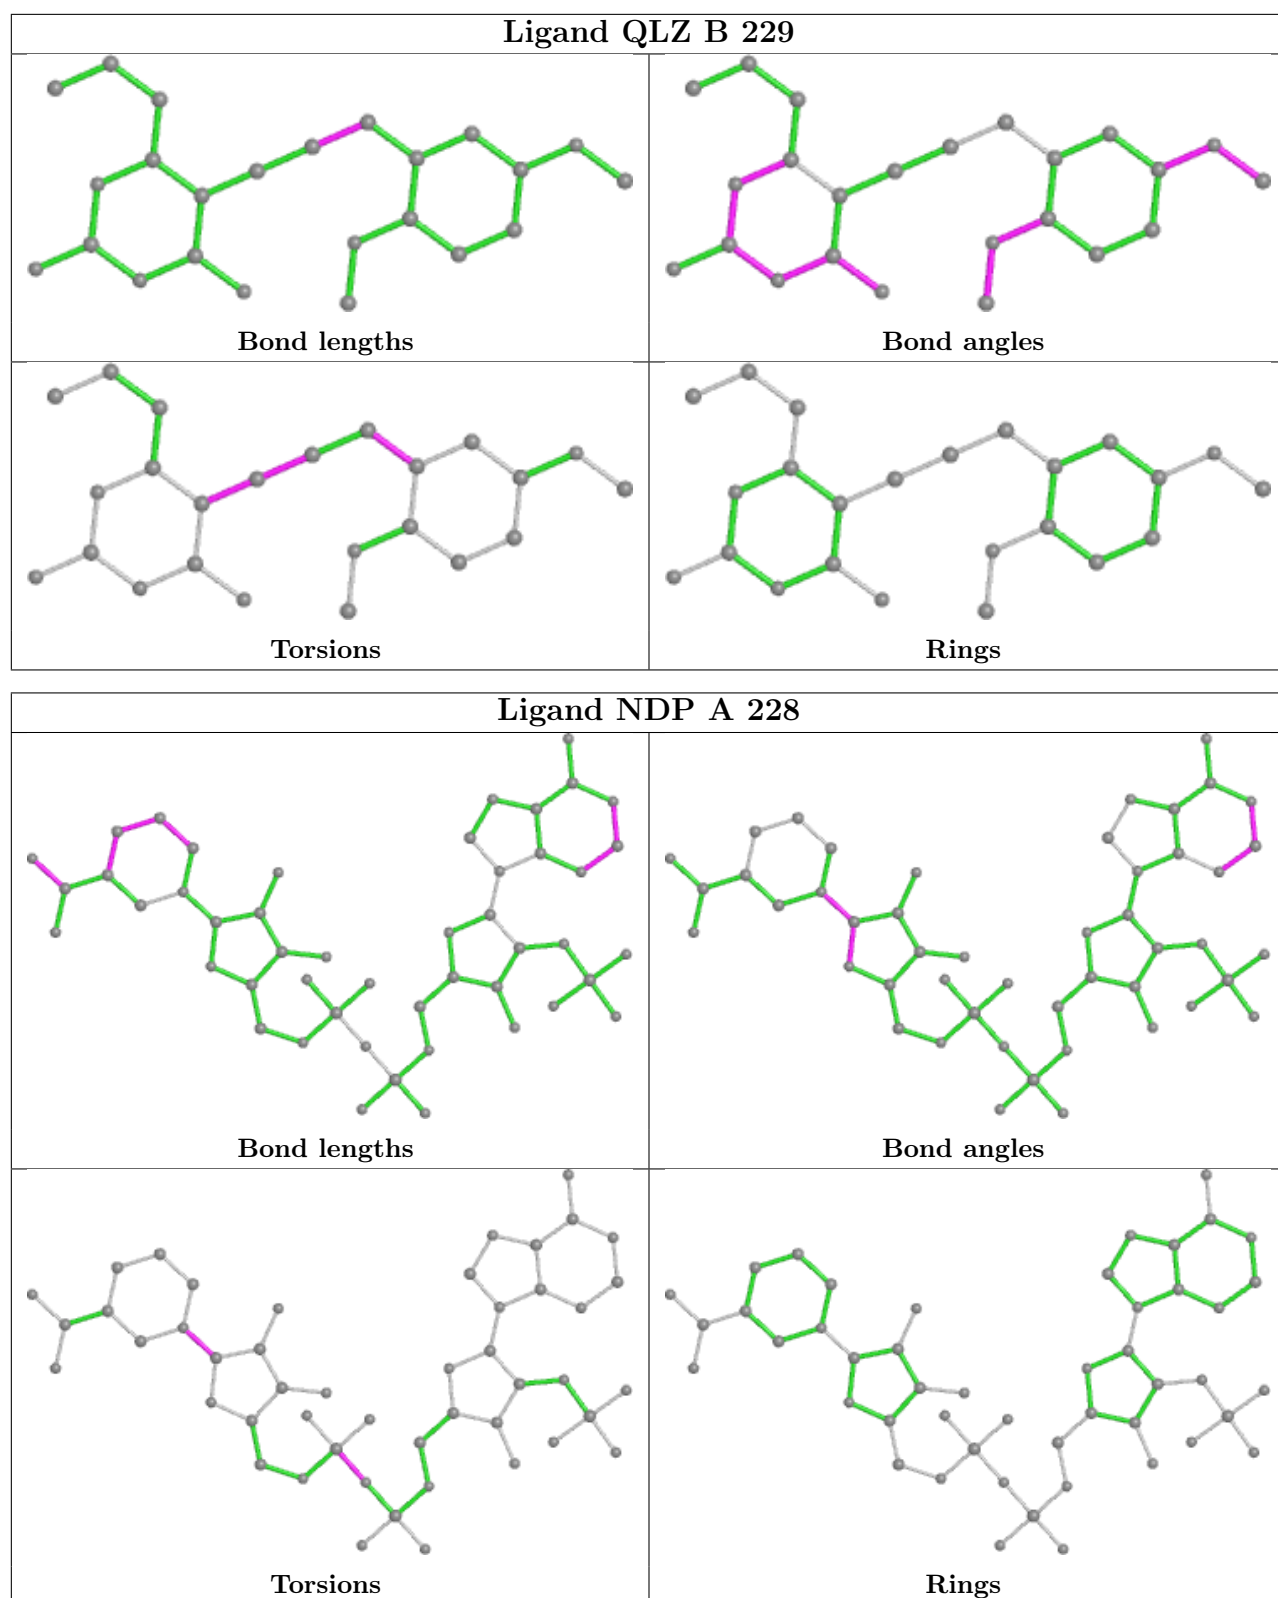 Ligand QLZ B 229
Bond lengths
Bond angles
Torsions
Rings
Ligand NDP A 228
Bond lengths
Bond angles
Torsions
Rings